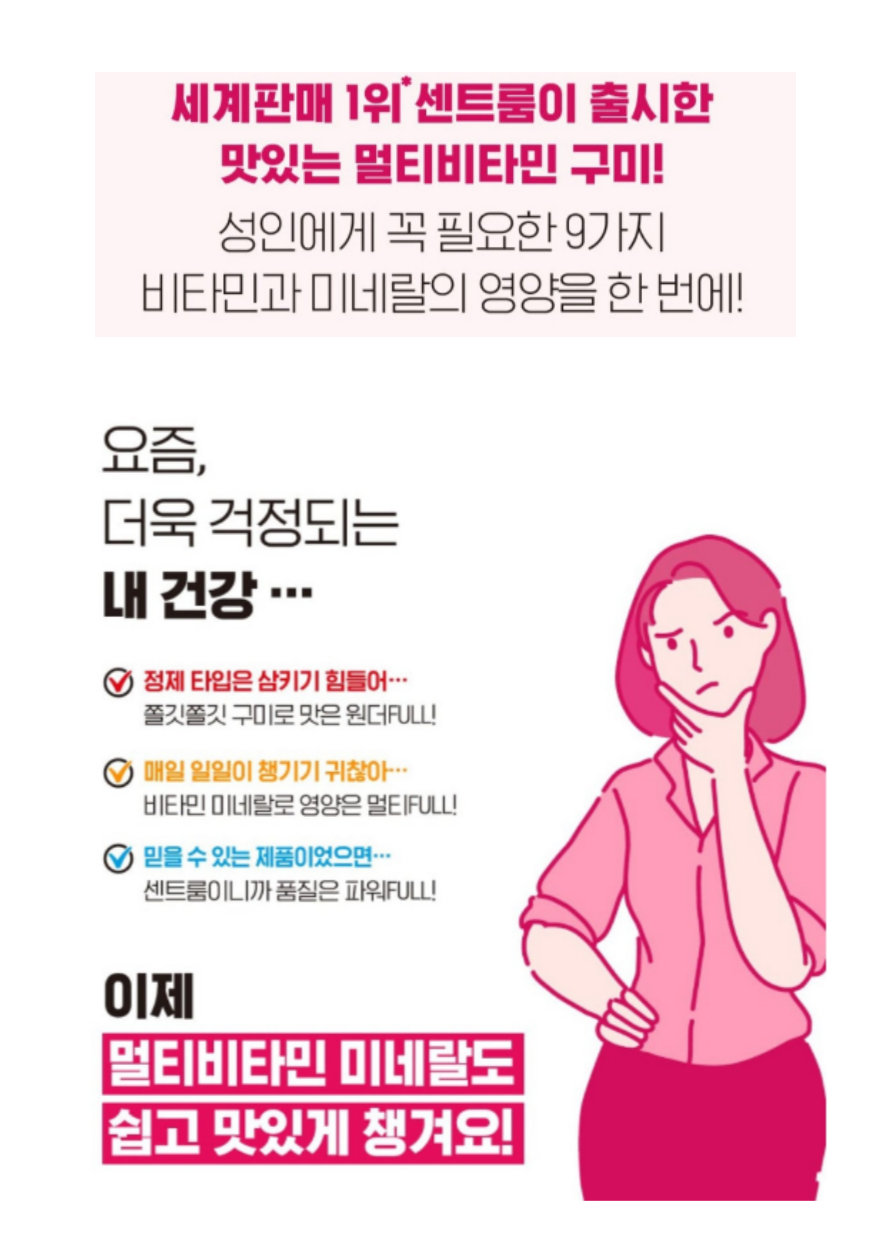 세계판매 1위* 센트룸이 출시한
맛있는 멀티비타민 구미!
성인에게 꼭 필요한 9가지
비타민과 미네랄의 영양을 한 번에!
요즘,
더욱 걱정되는
내 건강 …
정제 타입은 삼키기 힘들어…
쫄깃쫄깃 구미로 맛은 원더FULL!
매일 일일이 챙기기 귀찮아…
비타민 미네랄로 영양은 멀티FULL!
믿을 수 있는 제품이었으면…
센트룸이니까 품질은 파워FULL!
이제
멀티비타민 미네랄도
쉽고 맛있게 챙겨요!